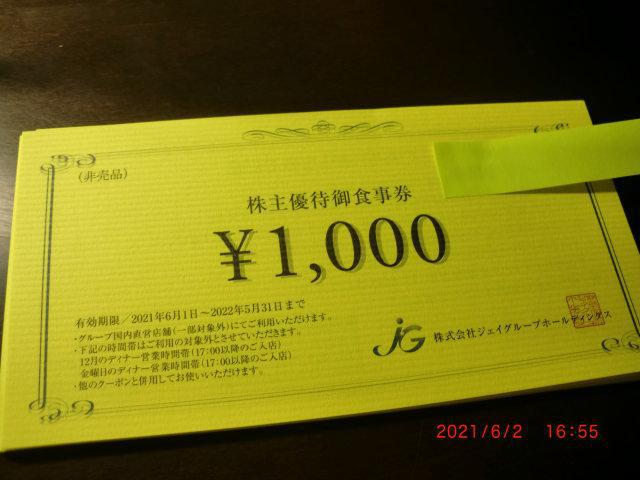 (非売品)
株主優待御食事券
¥1,000
有効期限/2021年6月1日~2022年5月31日まで
・グループ国内直営店舗(一部対象外)にてご利用いただけます。
・下記の時間帯はご利用の対象外とさせていただきます。
12月のディナー営業時間帯(17:00以降のご入店)
金曜日のディナー営業時間帯(17:00以降のご入店)
・他のクーポンと併用してお使いいただけます。
JG 株式会社ジェイグループホールディングス
2021/6/2 16:55